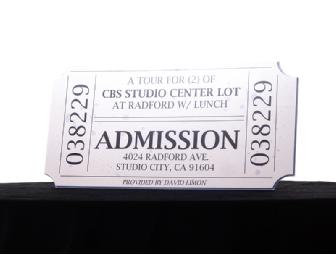 038229
A TOUR FOR (2) OF
CBS STUDIO CENTER LOT
AT RADFORD W/ LUNCH
ADMISSION
4024 RADFORD AVE.
STUDIO CITY, CA 91604
PROVIDED BY DAVID LIMON
038229